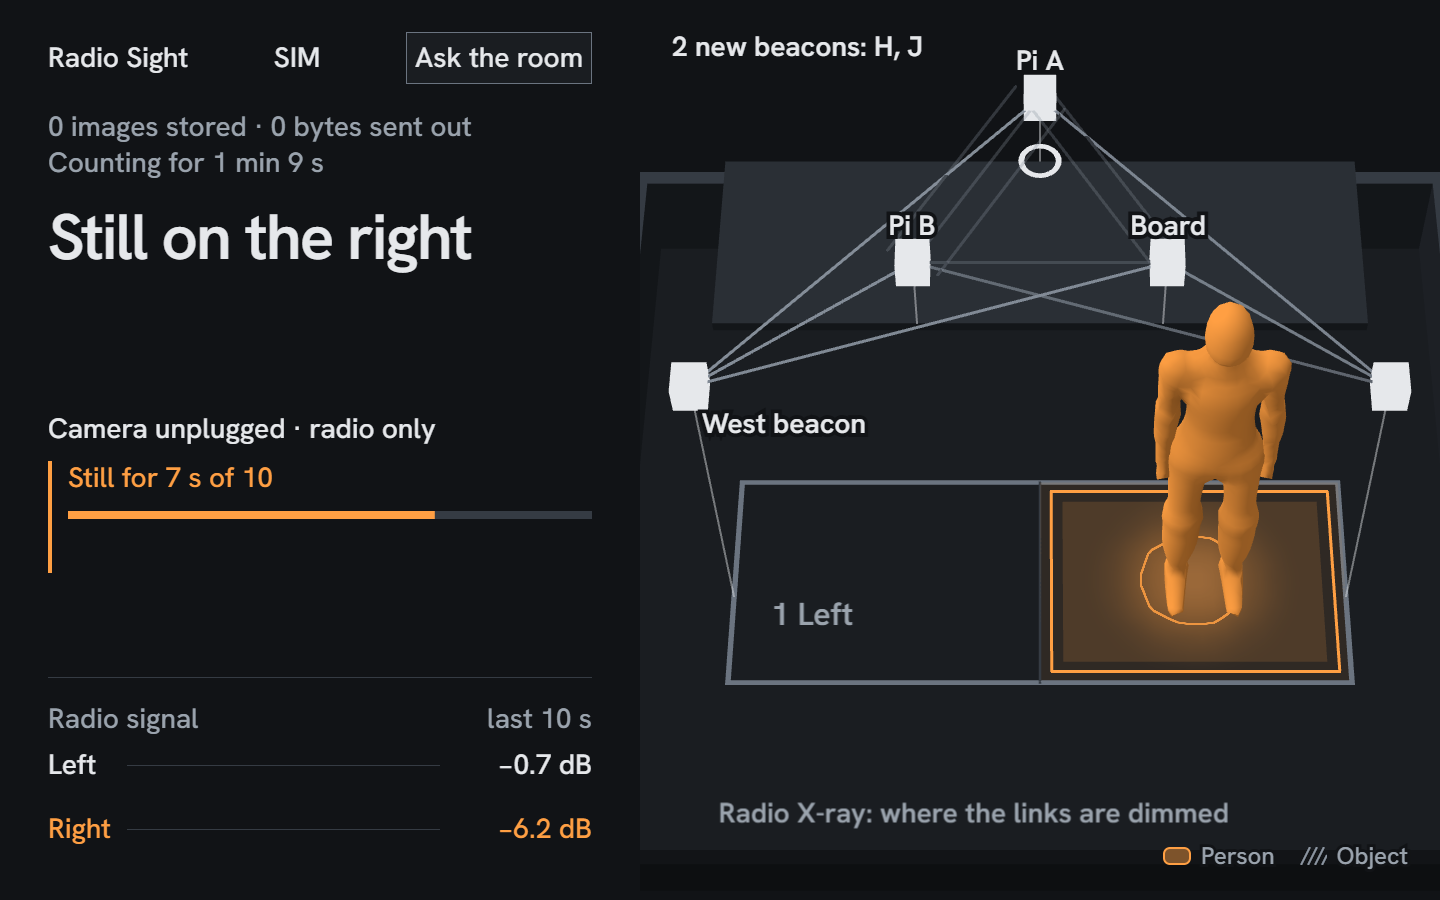 Radio Sight
SIM
Ask the room
0 images stored · 0 bytes sent out
Counting for 1 min 9 s
Still on the right
Camera unplugged · radio only
Still for 7 s of 10
Radio signal
last 10 s
Left
−0.7 dB
Right
−6.2 dB
2 new beacons: H, J
Pi A
Pi B
Board
West beacon
1 Left
Radio X-ray: where the links are dimmed
Person
Object